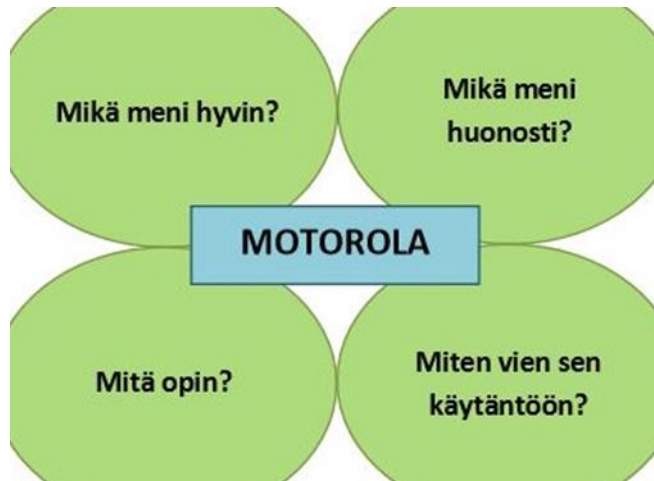 Mikä meni hyvin?
Mikä meni
huonosti?
MOTOROLA
Mitä opin?
Miten vien sen
käytäntöön?